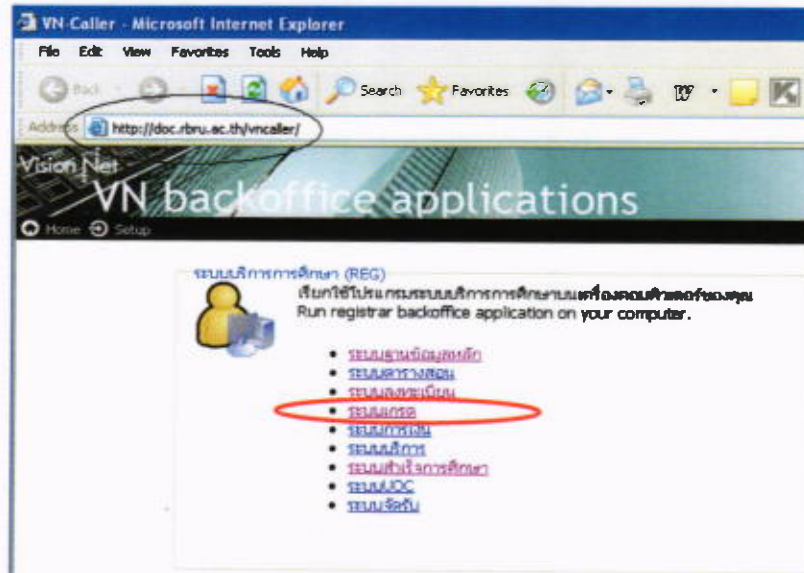 VN-Caller - Microsoft Internet Explorer
File Edit View Favorites Tools Help
Back Search Favorites
Address http://doc.rbru.ac.th/vncaller/
Vision Net
VN backoffice applications
Home Setup
ระบบบริการการศึกษา (REG)
เรียกใช้โปรแกรมระบบบริการการศึกษาบนเครื่องคอมพิวเตอร์ของคุณ
Run registrar backoffice application on your computer.
ระบบฐานข้อมูลหลัก
ระบบตารางสอน
ระบบลงทะเบียน
ระบบเกรด
ระบบการเงิน
ระบบบริการ
ระบบสำเร็จการศึกษา
ระบบUOC
ระบบจัดรับ